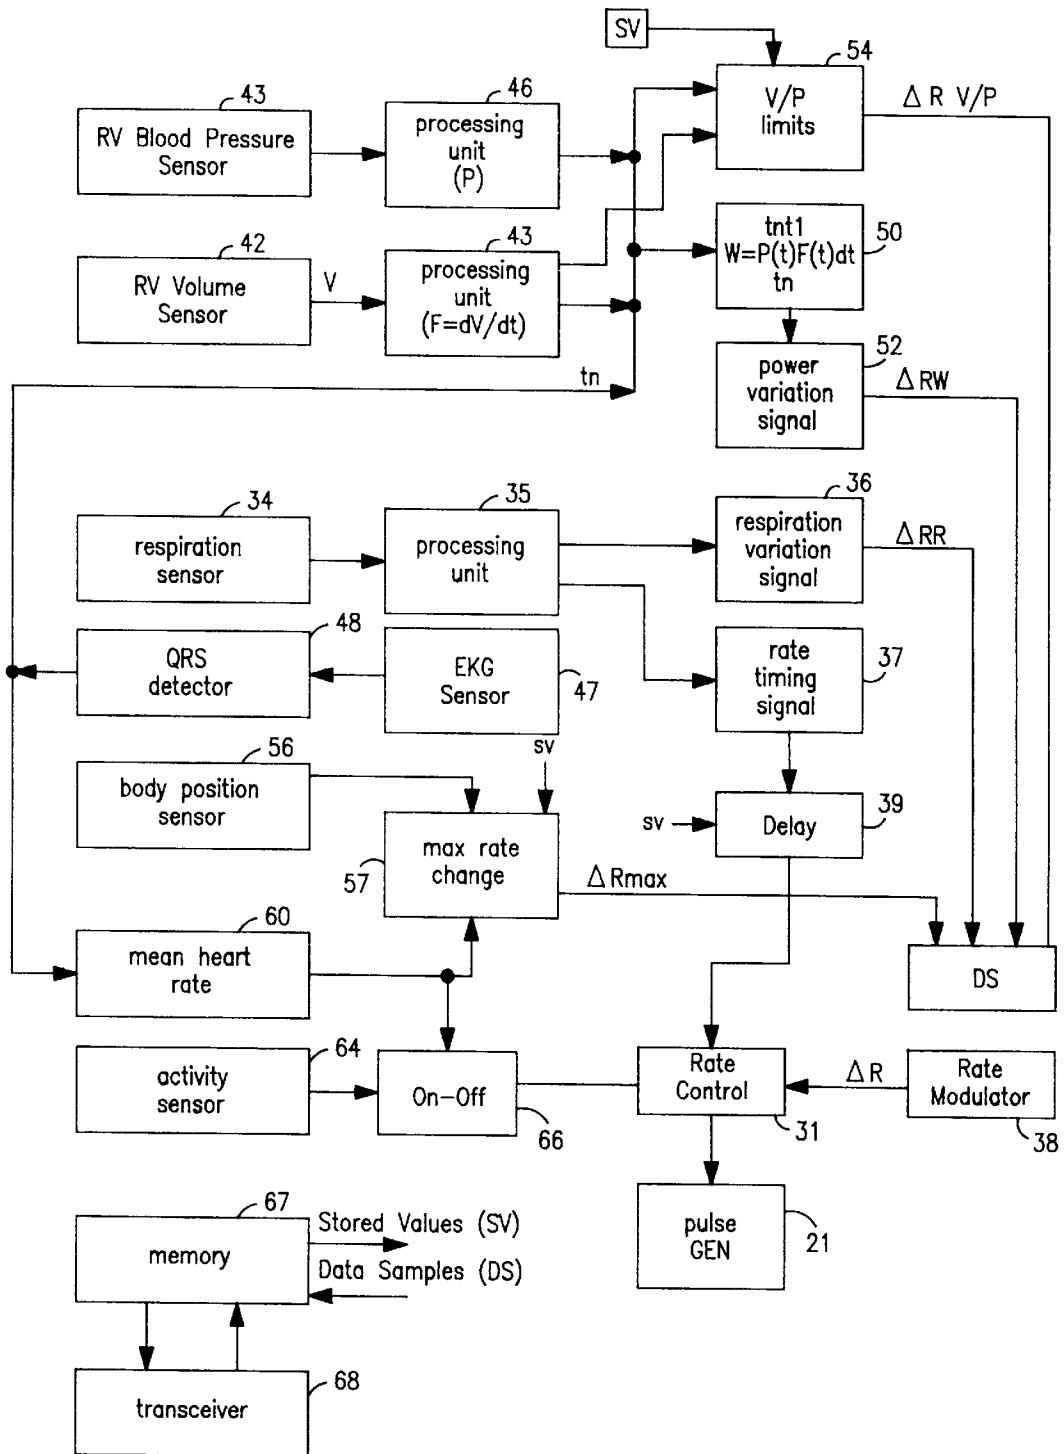 SV
54
V/P
limits
Δ R V/P
43
RV Blood Pressure
Sensor
46
processing
unit
(P)
42
RV Volume
Sensor
V
43
processing
unit
(F=dV/dt)
tnt1
W=P(t)F(t)dt
tn
50
52
power
variation
signal
Δ RW
tn
34
respiration
sensor
35
processing
unit
36
respiration
variation
signal
Δ RR
48
QRS
detector
EKG
Sensor
47
rate
timing
signal
37
56
body position
sensor
sv
max rate
change
57
Δ Rmax
sv
Delay
39
60
mean heart
rate
DS
64
activity
sensor
On-Off
66
Rate
Control
31
Δ R
Rate
Modulator
38
67
memory
Stored Values (SV)
Data Samples (DS)
pulse
GEN
21
transceiver
68